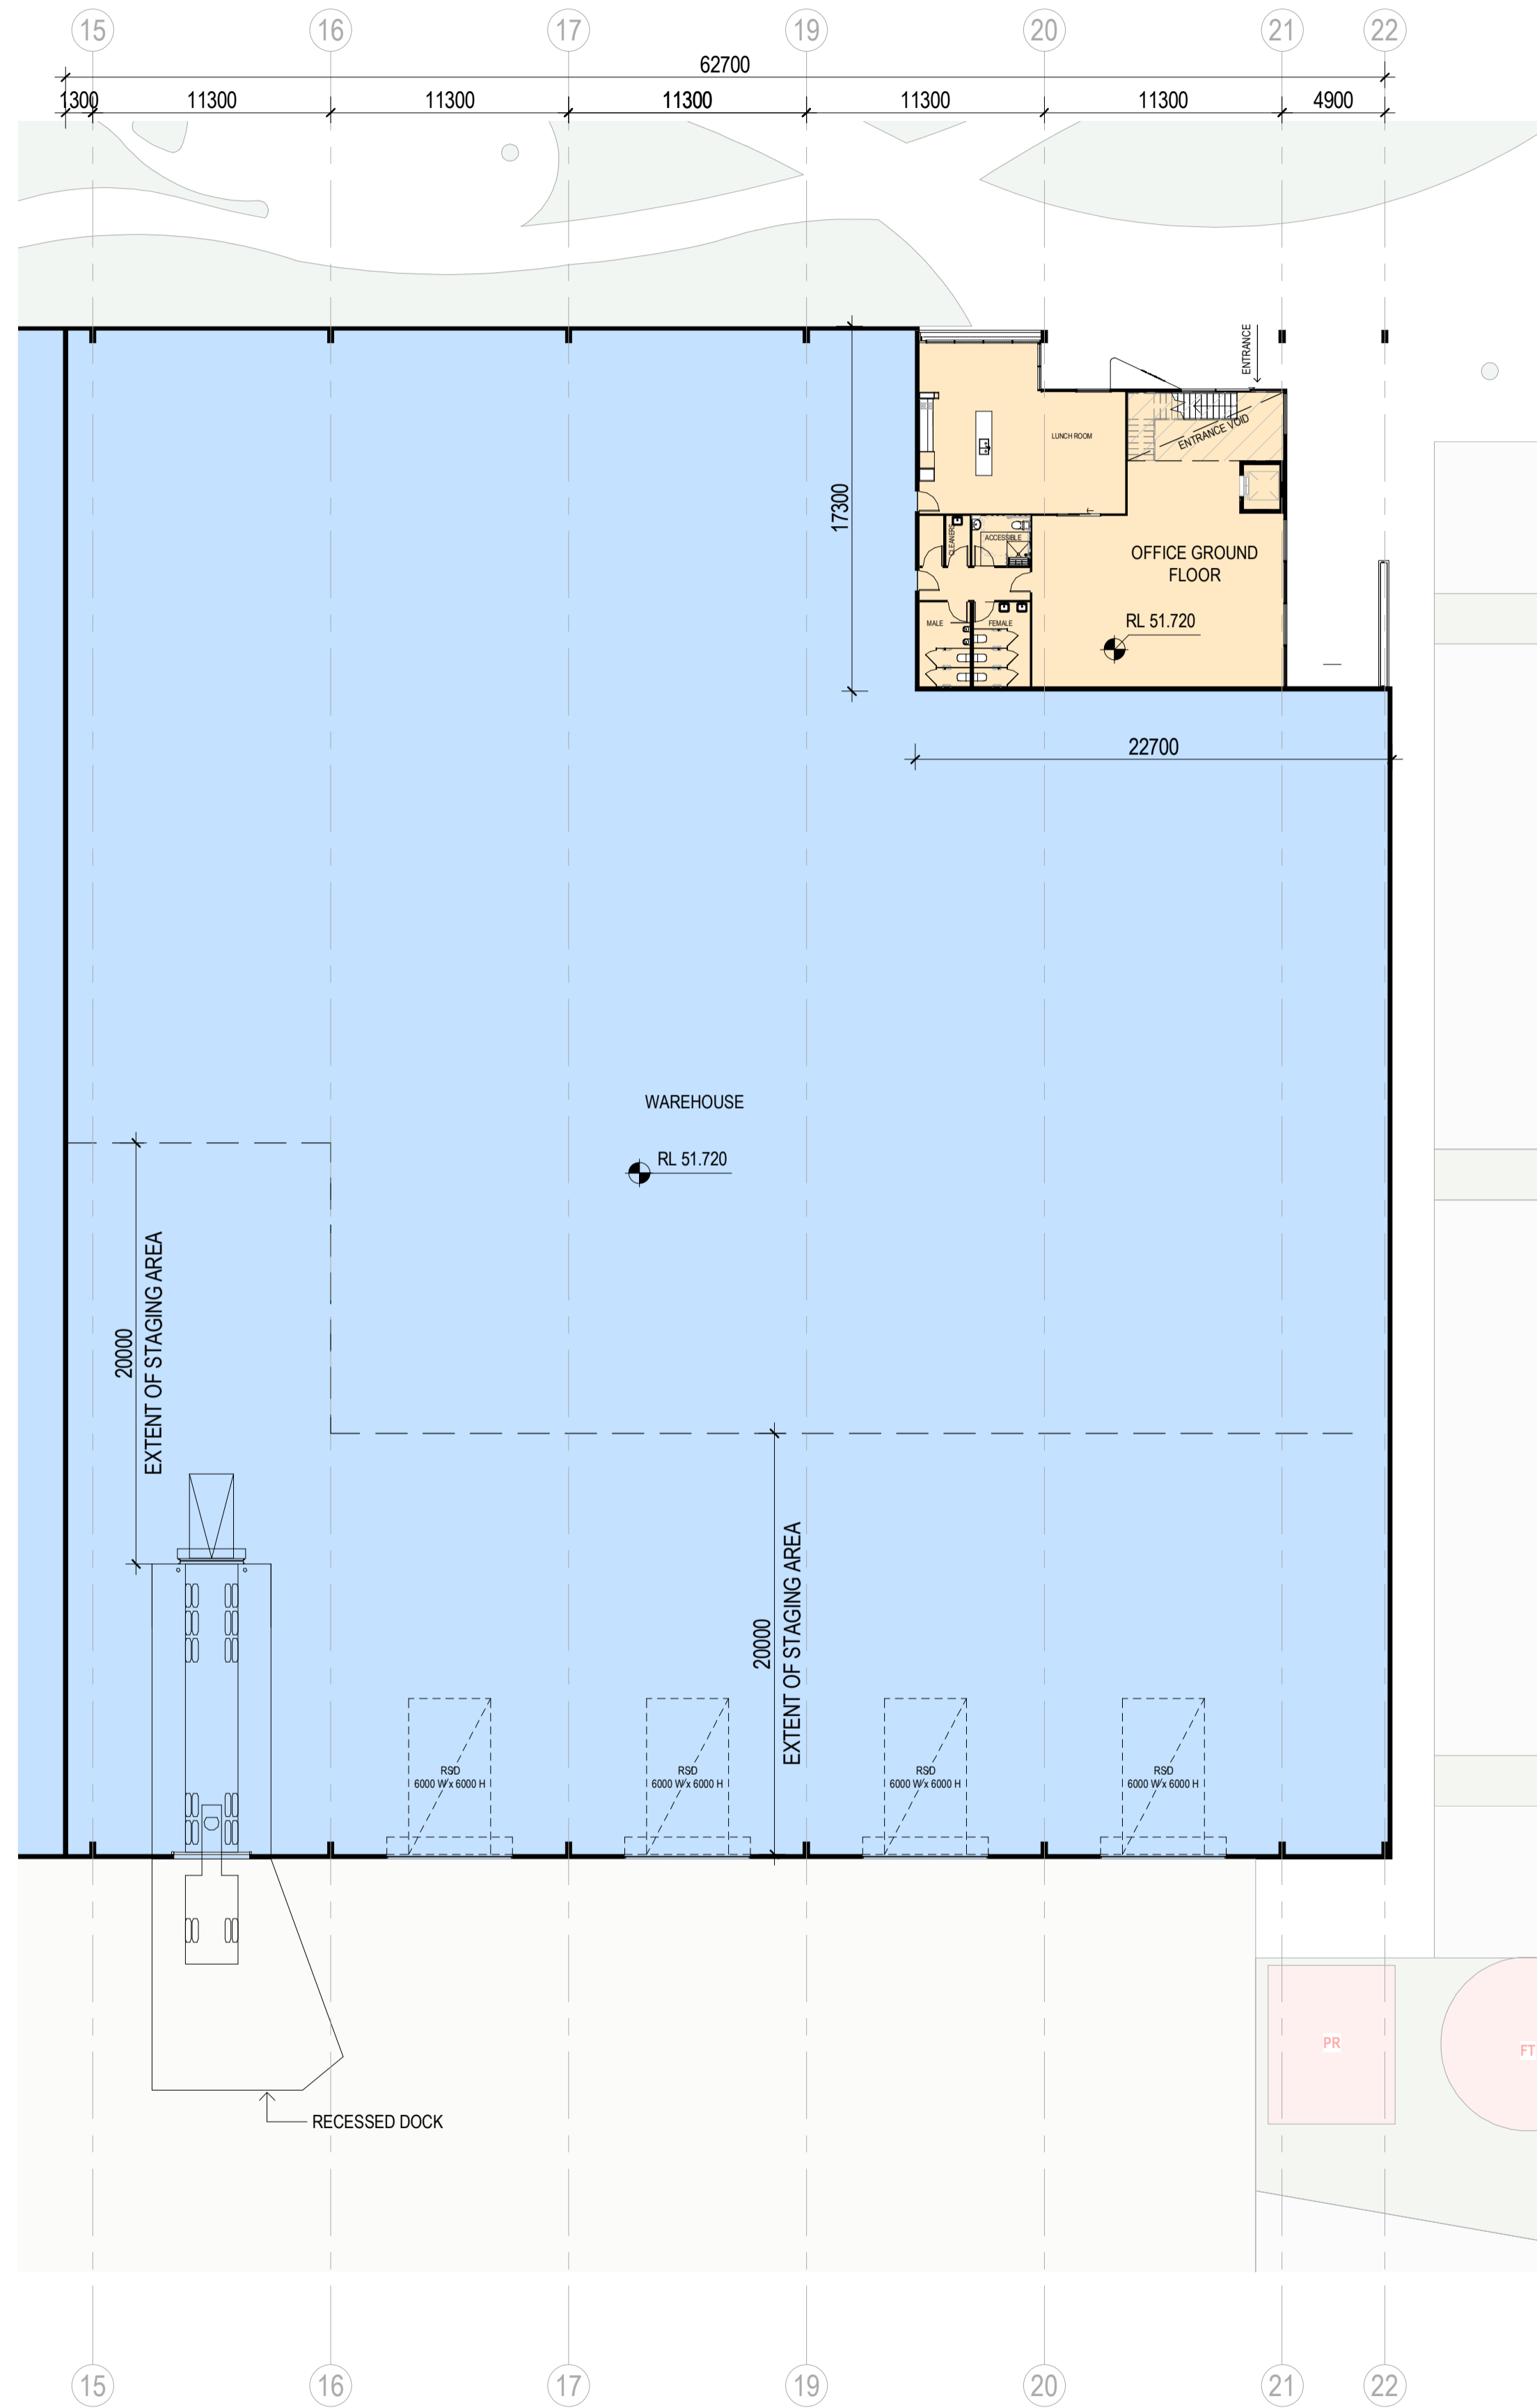 15 16 17 19 20 21 22
62700
1300 11300 11300 11300 11300 11300 4900
ENTRANCE
ENTRANCE VOID
LUNCH ROOM
17300
CLEANERS
ACCESSIBLE
OFFICE GROUND
FLOOR
RL 51.720
MALE
FEMALE
22700
WAREHOUSE
RL 51.720
20000
EXTENT OF STAGING AREA
20000
EXTENT OF STAGING AREA
RSD
6000 W x 6000 H
RSD
6000 W x 6000 H
RSD
6000 W x 6000 H
RSD
6000 W x 6000 H
PR
FT
RECESSED DOCK
15 16 17 19 20 21 22